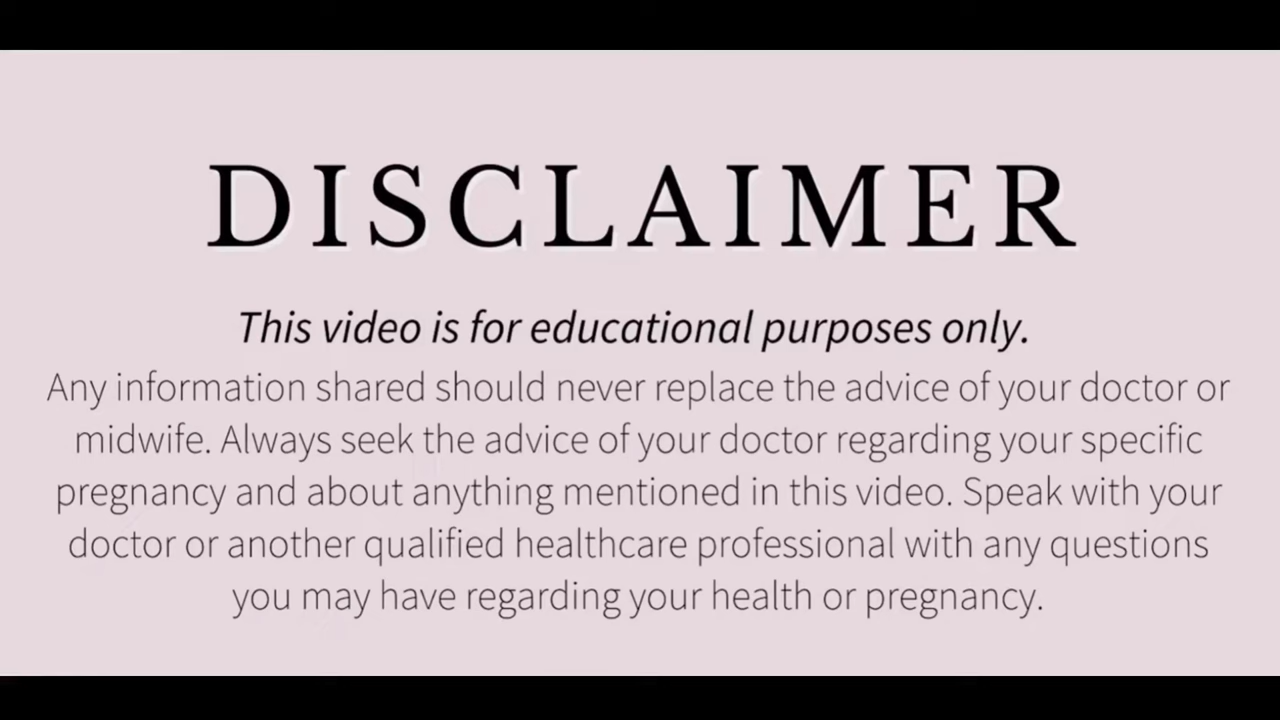 DISCLAIMER
This video is for educational purposes only.
Any information shared should never replace the advice of your doctor or
midwife. Always seek the advice of your doctor regarding your specific
pregnancy and about anything mentioned in this video. Speak with your
doctor or another qualified healthcare professional with any questions
you may have regarding your health or pregnancy.